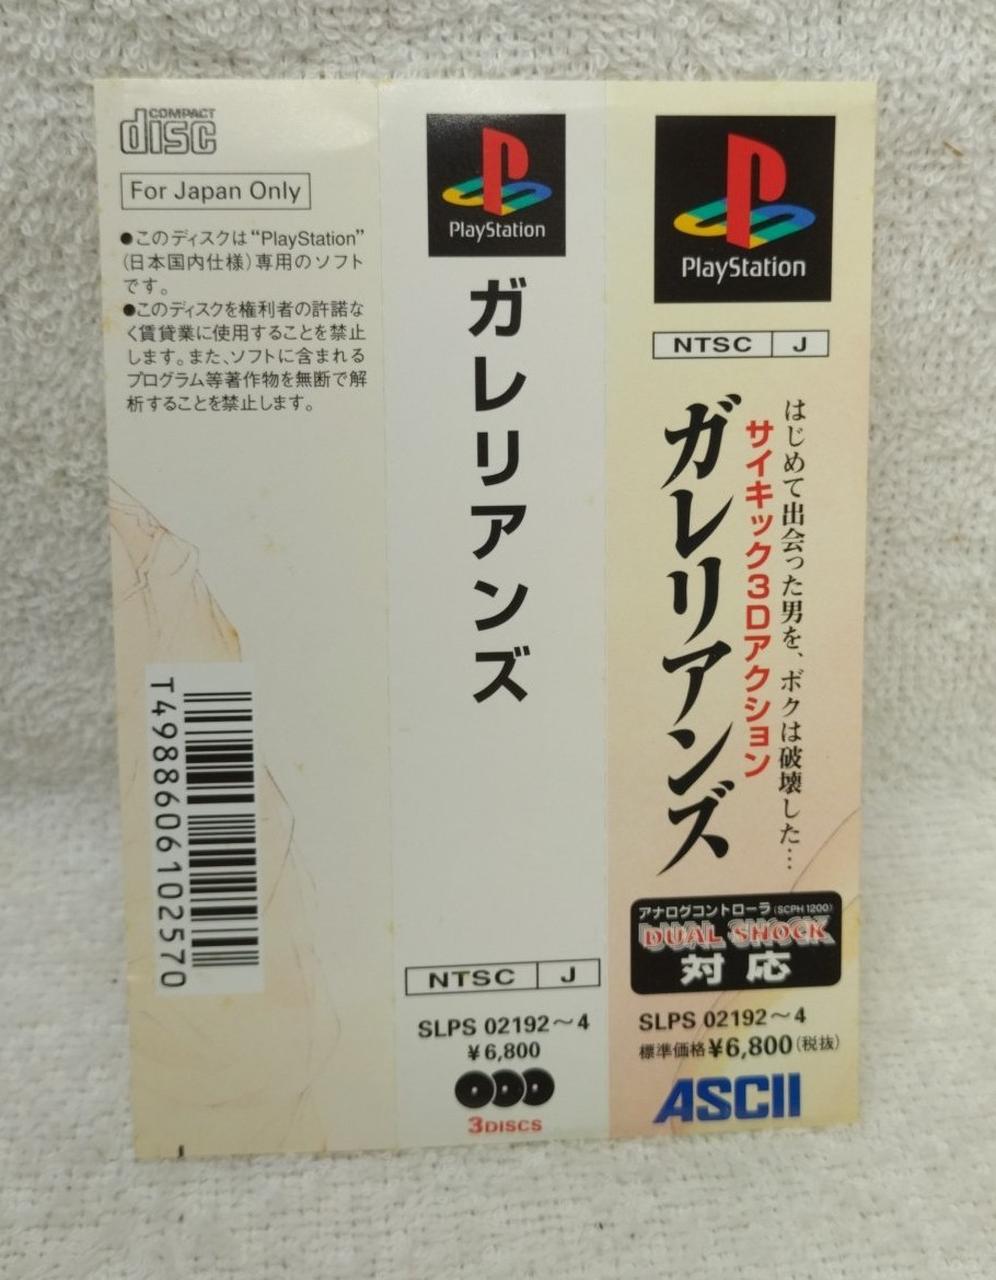 COMPACT
disc
For Japan Only
●このディスクは“PlayStation”
(日本国内仕様)専用のソフト
です。
●このディスクを権利者の許諾な
く賃貸業に使用することを禁止
します。また、ソフトに含まれる
プログラム等著作物を無断で解
析することを禁止します。
T4988606102570
PlayStation
ガレリアンズ
NTSC J
SLPS 02192～4
¥6,800
3DISCS
PlayStation
NTSC J
はじめて出会った男を、ボクは破壊した…
サイキック3Dアクション
ガレリアンズ
アナログコントローラ(SCPH 1200)
DUAL SHOCK
対応
SLPS 02192～4
標準価格¥6,800(税抜)
ASCII